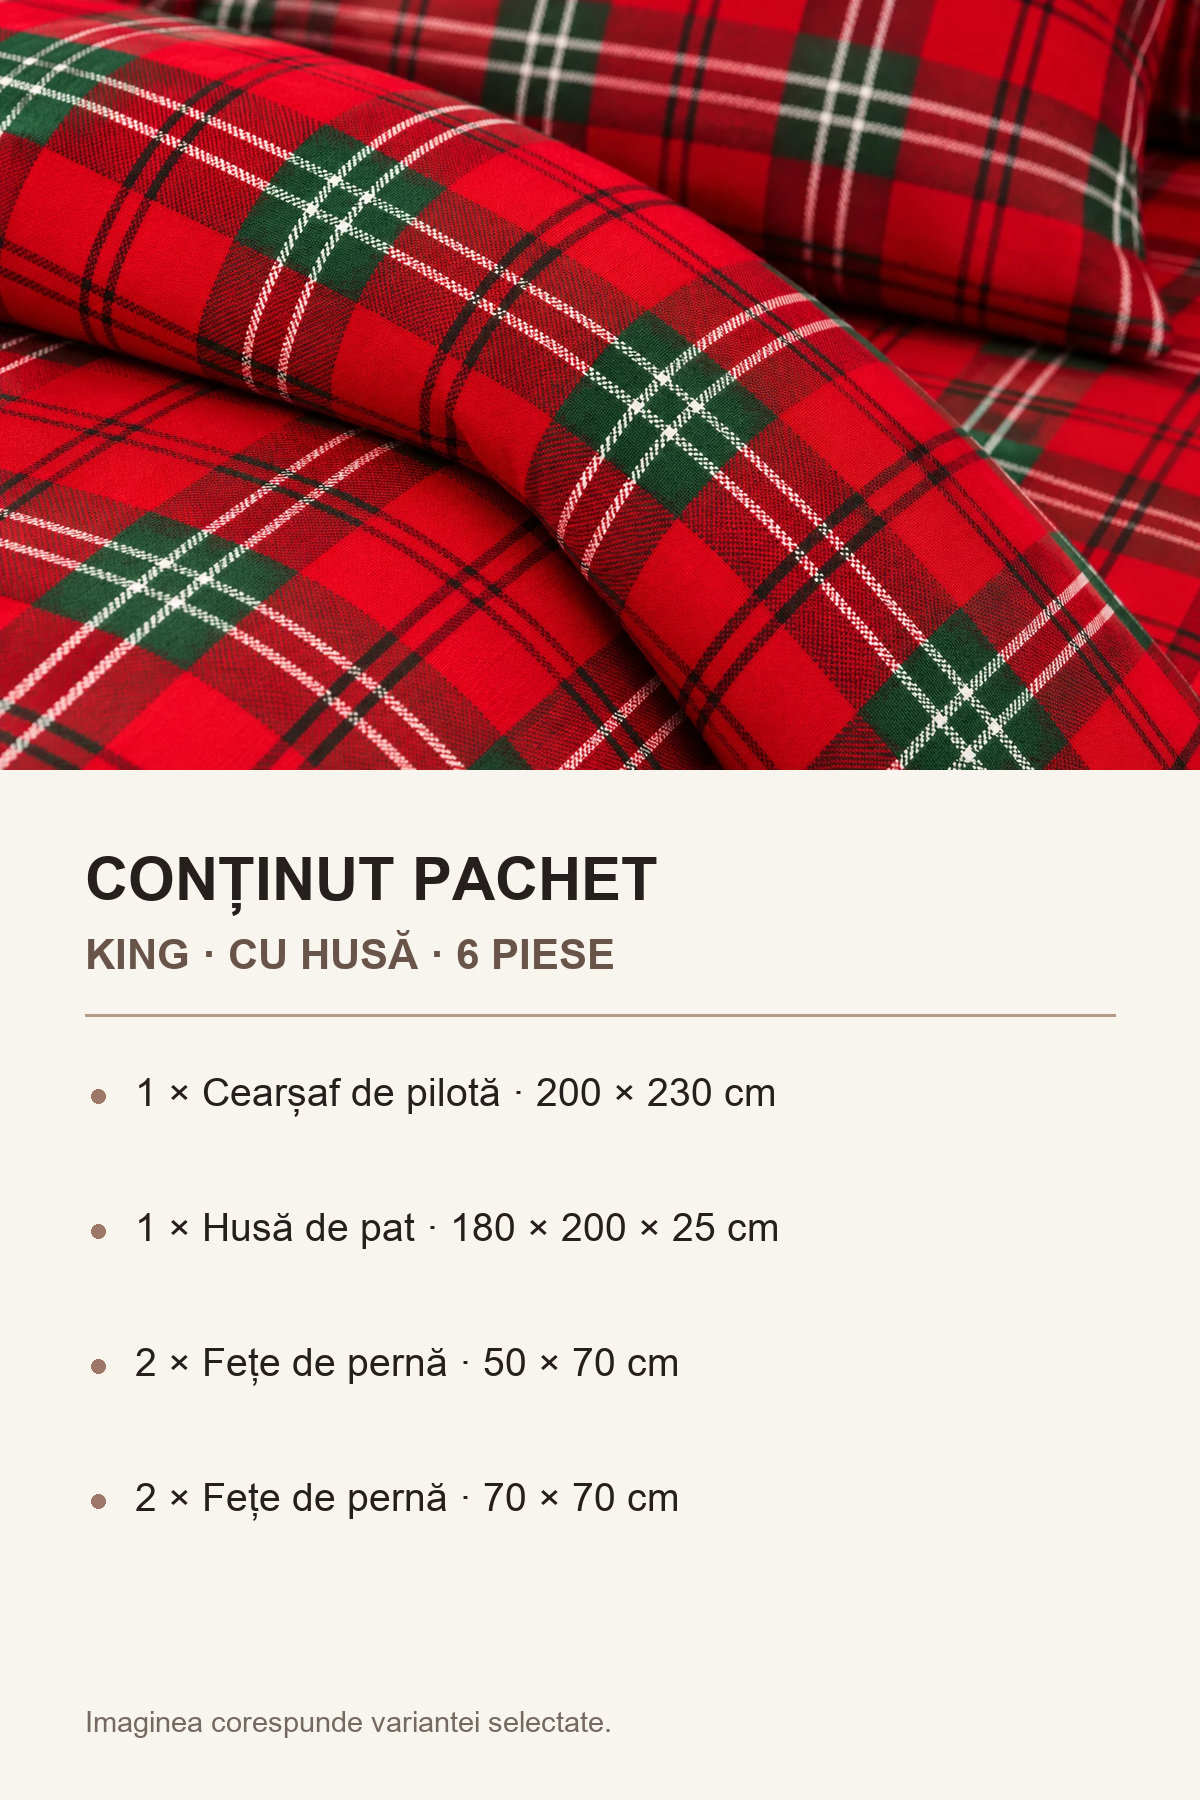 CONȚINUT PACHET
KING · CU HUSĂ · 6 PIESE
1 × Cearșaf de pilotă · 200 × 230 cm
1 × Husă de pat · 180 × 200 × 25 cm
2 × Fețe de pernă · 50 × 70 cm
2 × Fețe de pernă · 70 × 70 cm
Imaginea corespunde variantei selectate.